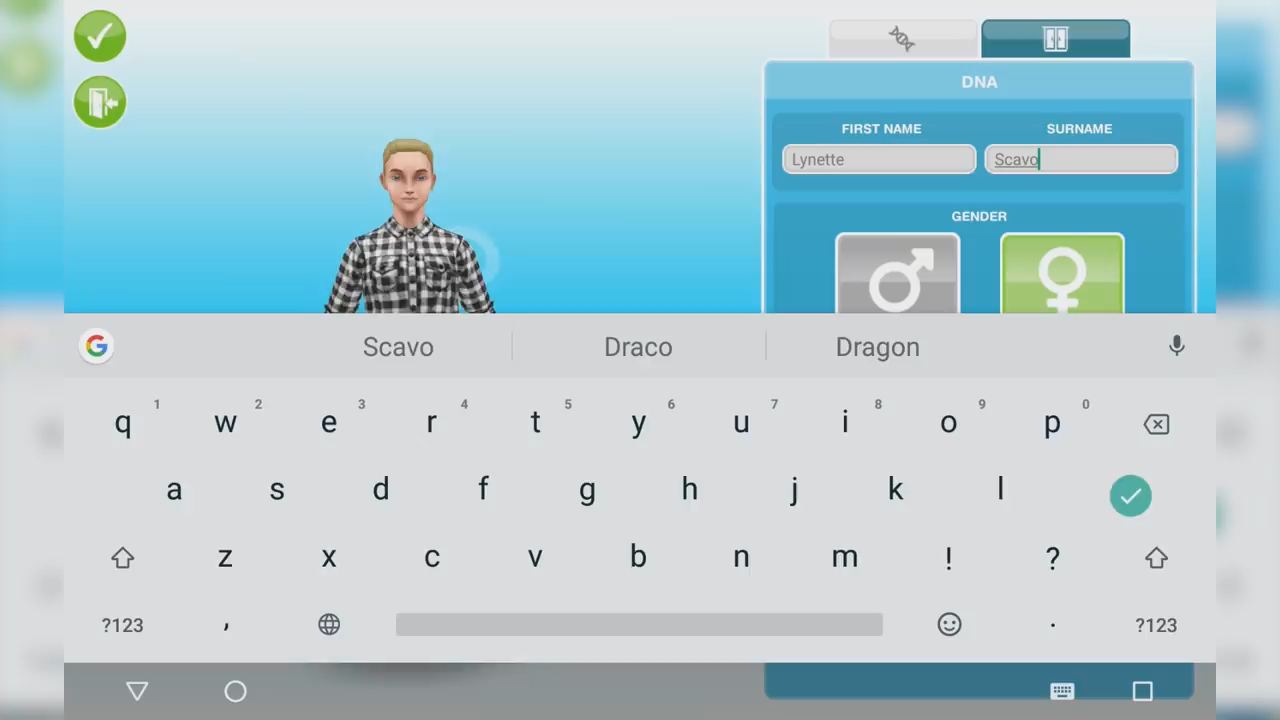 DNA
FIRST NAME SURNAME
Lynette Scavo
GENDER
Scavo Draco Dragon
1 2 3 4 5 6 7 8 9 0
q w e r t y u i o p
a s d f g h j k l
z x c v b n m ! ?
?123 , . ?123